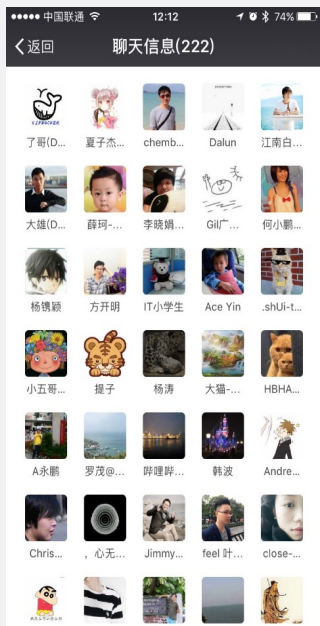 中国联通 12:12 74%
返回 聊天信息(222)
了哥(D... 夏子杰... chemb... Dalun 江南白...
大雄(D... 薛珂-... 李晓娟... Gil广... 何小鹏...
杨镌颖 方开明 IT小学生 Ace Yin .shUi-t...
小五哥... 提子 杨涛 大猫-... HBHA...
A永鹏 罗茂@... 哔哩哔... 韩波 Andre...
Chris... ，心无... Jimmy... feel 叶... close-...